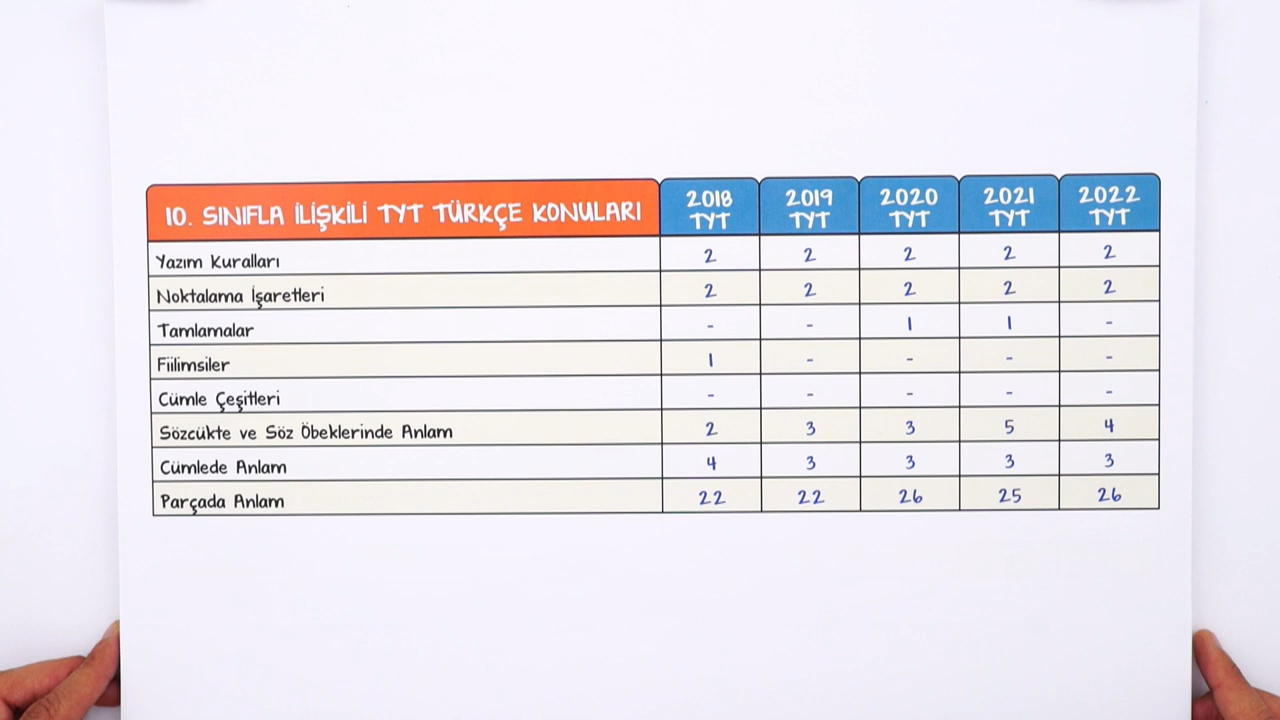 10. SINIFLA İLİŞKİLİ TYT TÜRKÇE KONULARI 2018 TYT 2019 TYT 2020 TYT 2021 TYT 2022 TYT
Yazım Kuralları 2 2 2 2 2
Noktalama İşaretleri 2 2 2 2 2
Tamlamalar - - 1 1 -
Fiilimsiler 1 - - - -
Cümle Çeşitleri - - - - -
Sözcükte ve Söz Öbeklerinde Anlam 2 3 3 5 4
Cümlede Anlam 4 3 3 3 3
Parçada Anlam 22 22 26 25 26